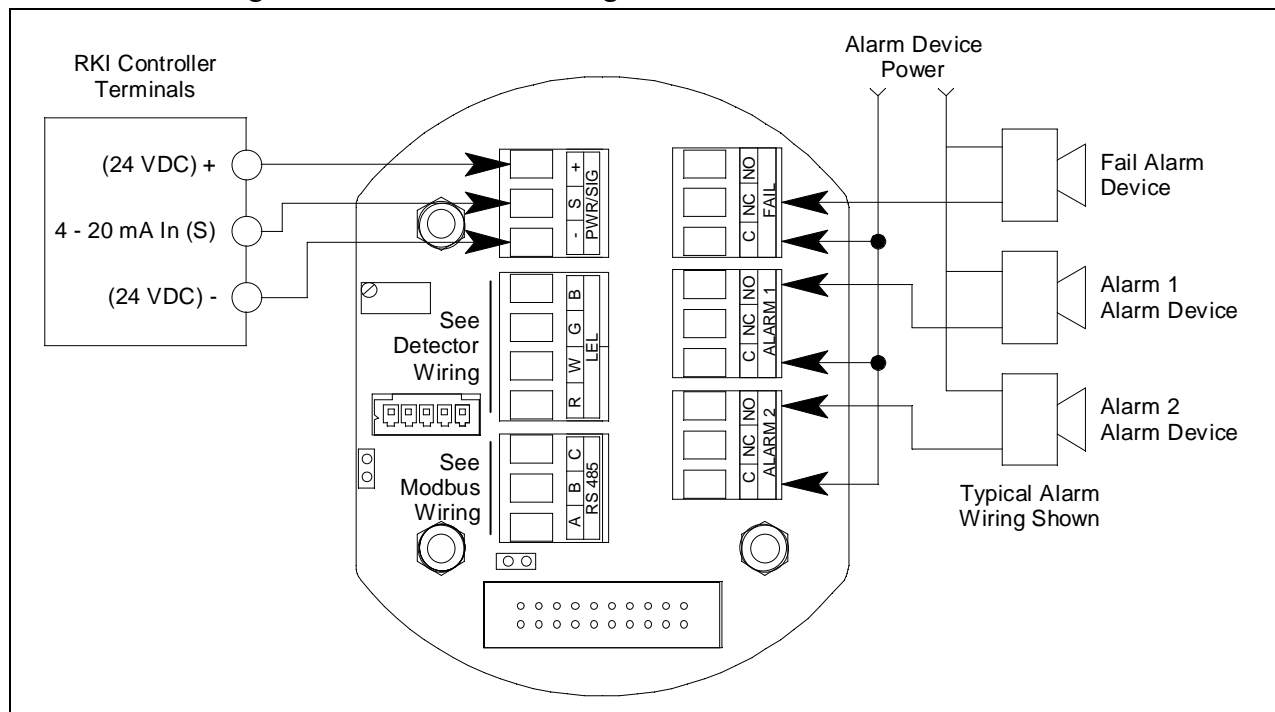 Alarm Device
Power
RKI Controller
Terminals
(24 VDC) +
4 - 20 mA In (S)
(24 VDC) -
+
S
-
PWR/SIG
See
Detector
Wiring
B
G
W
R
LEL
See
Modbus
Wiring
C
B
A
RS 485
NO
NC
C
FAIL
NO
NC
C
ALARM 1
NO
NC
C
ALARM 2
Fail Alarm
Device
Alarm 1
Alarm Device
Alarm 2
Alarm Device
Typical Alarm
Wiring Shown